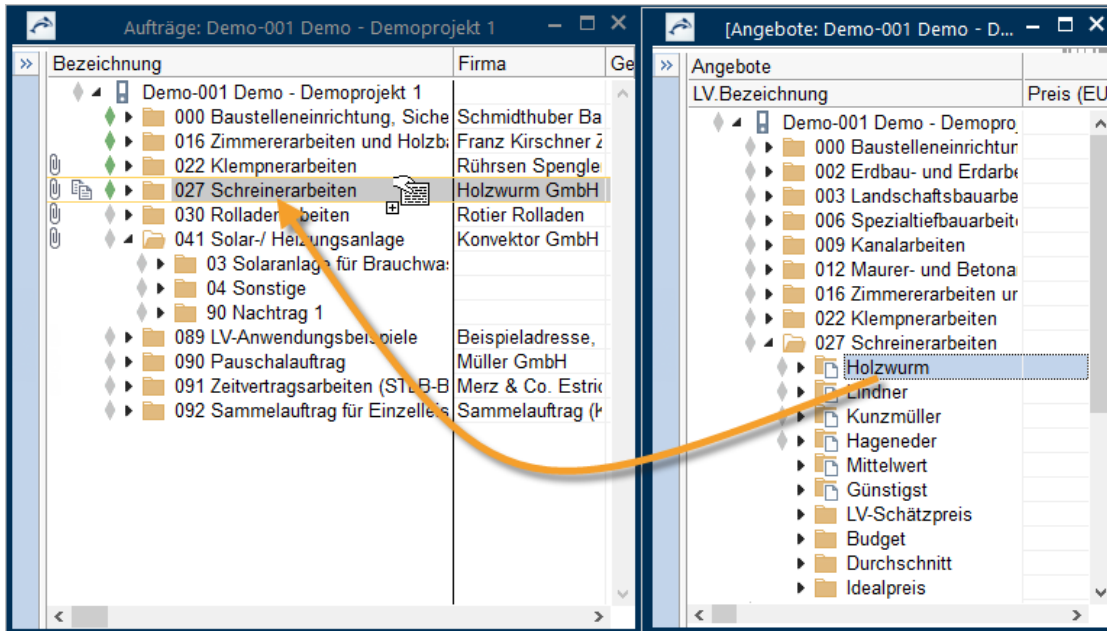 Aufträge: Demo-001 Demo - Demoprojekt 1
Bezeichnung Firma Ge
Demo-001 Demo - Demoprojekt 1
000 Baustelleneinrichtung, Siche Schmidthuber Ba
016 Zimmererarbeiten und Holzba Franz Kirschner Z
022 Klempnerarbeiten Rührsen Spengle
027 Schreinerarbeiten Holzwurm GmbH
030 Rolladenarbeiten Rotier Rolladen
041 Solar-/ Heizungsanlage Konvektor GmbH
03 Solaranlage für Brauchwa
04 Sonstige
90 Nachtrag 1
089 LV-Anwendungsbeispiele Beispieladresse,
090 Pauschalauftrag Müller GmbH
091 Zeitvertragsarbeiten (STLB-B Merz & Co. Estric
092 Sammelauftrag für Einzelleis Sammelauftrag (K
[Angebote: Demo-001 Demo - D...
Angebote
LV.Bezeichnung Preis (EU
Demo-001 Demo - Demoproj
000 Baustelleneinrichtun
002 Erdbau- und Erdarbe
003 Landschaftsbauarbe
006 Spezialtiefbauarbeite
009 Kanalarbeiten
012 Maurer- und Betona
016 Zimmererarbeiten ur
022 Klempnerarbeiten
027 Schreinerarbeiten
Holzwurm
Lindner
Kunzmüller
Hageneder
Mittelwert
Günstigst
LV-Schätzpreis
Budget
Durchschnitt
Idealpreis